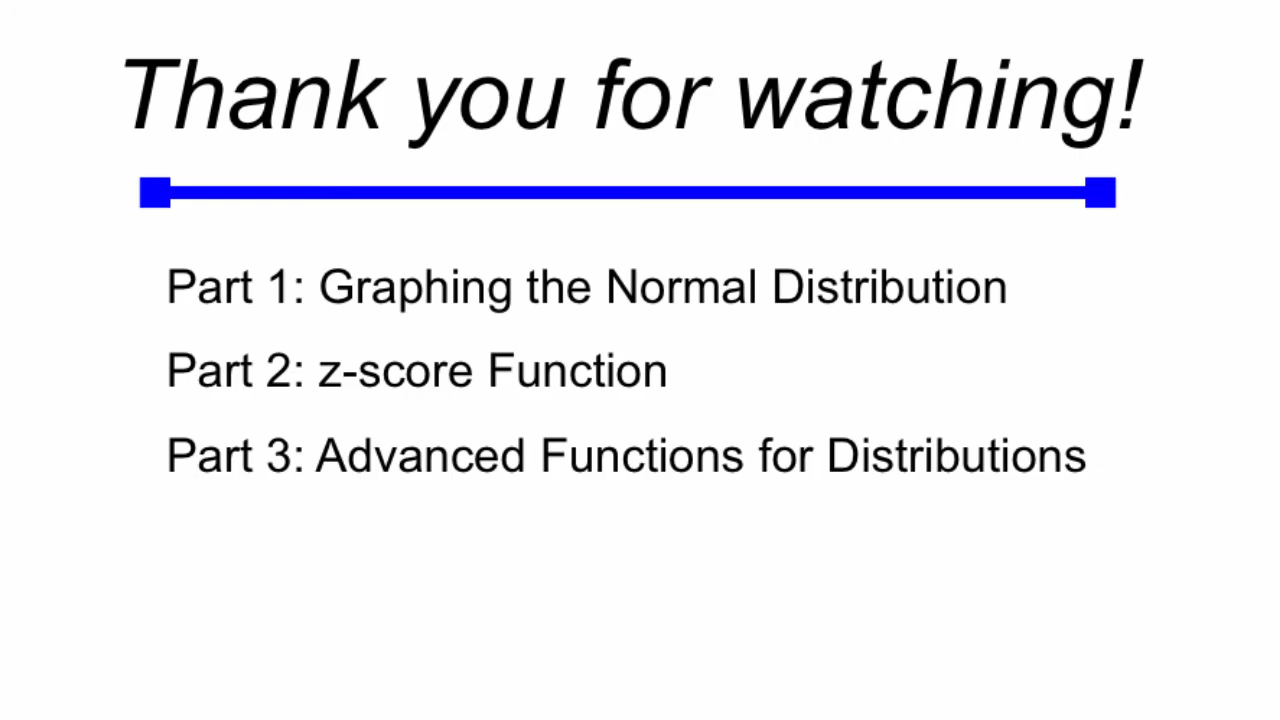 Thank you for watching!
Part 1: Graphing the Normal Distribution
Part 2: z-score Function
Part 3: Advanced Functions for Distributions